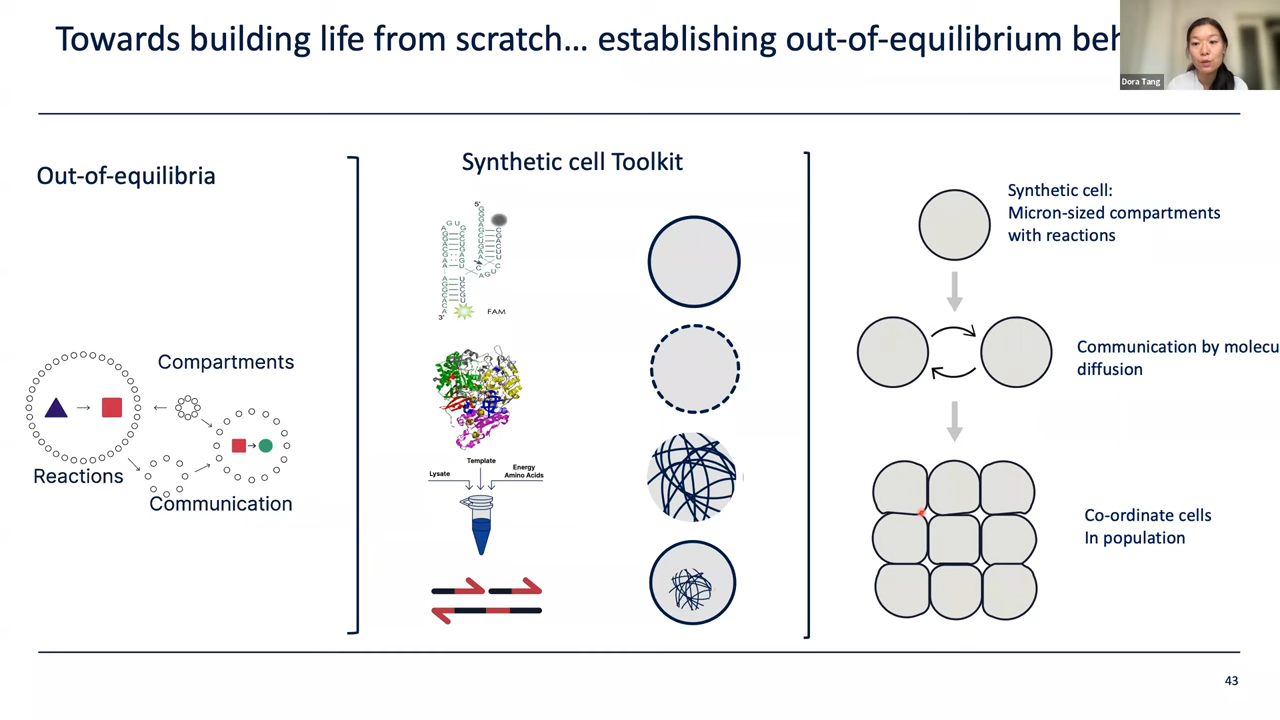 Towards building life from scratch... establishing out-of-equilibrium beh
Dora Tang
Out-of-equilibria
Compartments
Reactions
Communication
Synthetic cell Toolkit
5'
3'
FAM
Lysate
Template
Energy
Amino Acids
Synthetic cell:
Micron-sized compartments
with reactions
Communication by molecu
diffusion
Co-ordinate cells
In population
43